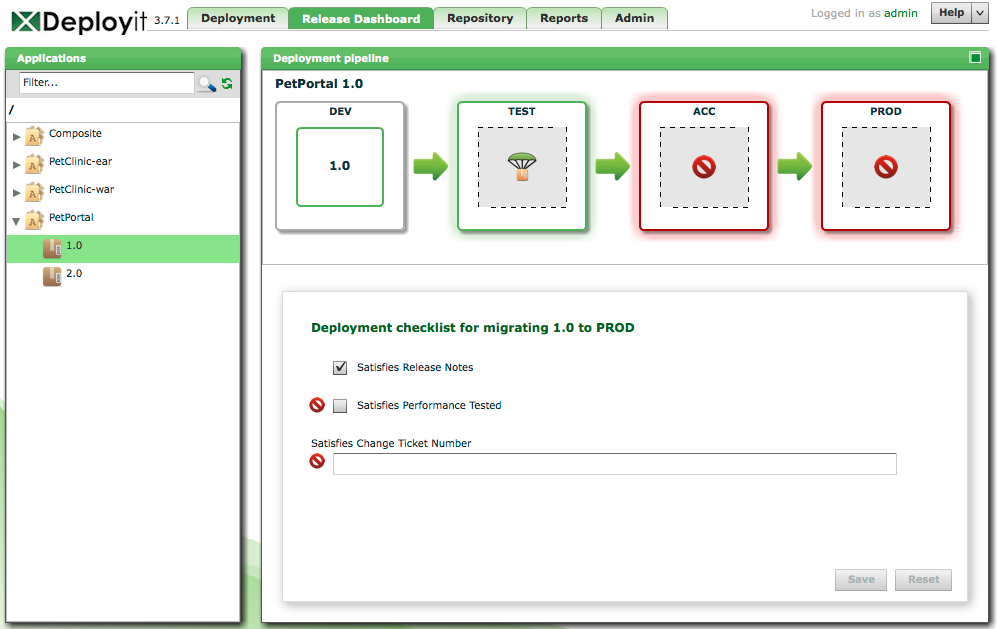 Deployit 3.7.1
Deployment Release Dashboard Repository Reports Admin
Logged in as admin Help
Applications
Filter...
/
Composite
PetClinic-ear
PetClinic-war
PetPortal
1.0
2.0
Deployment pipeline
PetPortal 1.0
DEV TEST ACC PROD
1.0
Deployment checklist for migrating 1.0 to PROD
Satisfies Release Notes
Satisfies Performance Tested
Satisfies Change Ticket Number
Save Reset